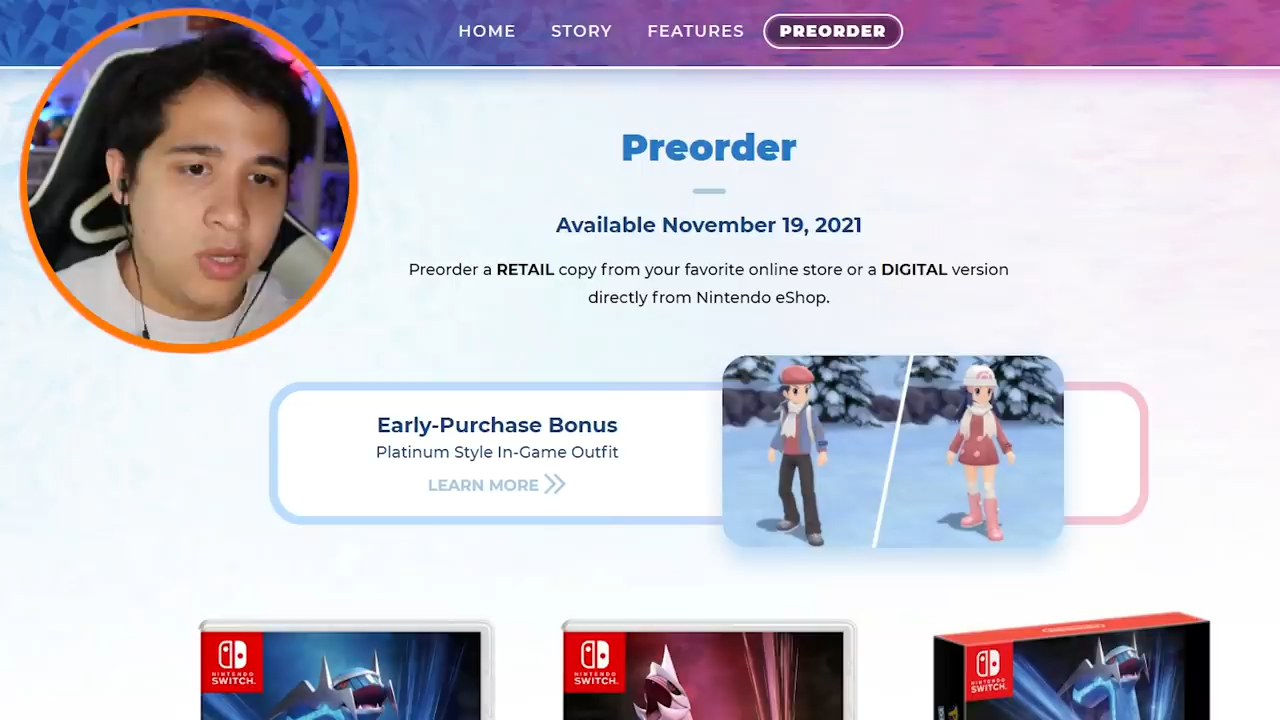 HOME STORY FEATURES PREORDER
Preorder
Available November 19, 2021
Preorder a RETAIL copy from your favorite online store or a DIGITAL version
directly from Nintendo eShop.
Early-Purchase Bonus
Platinum Style In-Game Outfit
LEARN MORE
NINTENDO
SWITCH.
NINTENDO
SWITCH.
NINTENDO
SWITCH.